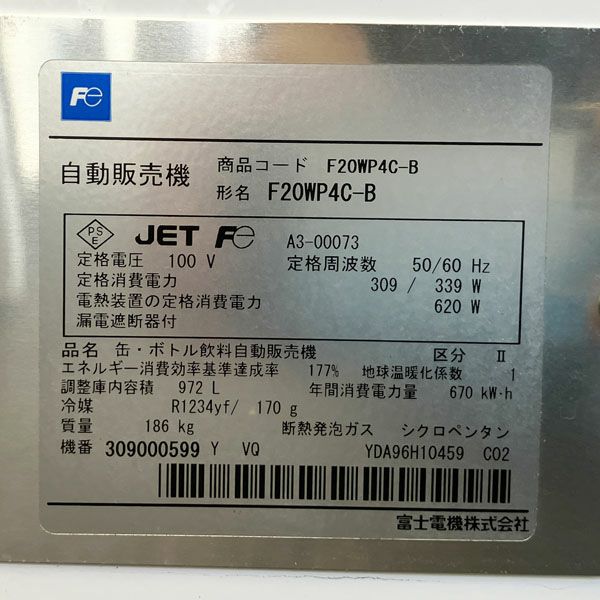 Fe
自動販売機 商品コード F20WP4C-B
形名 F20WP4C-B
PS E JET Fe A3-00073
定格電圧 100 V 定格周波数 50/60 Hz
定格消費電力 309 / 339 W
電熱装置の定格消費電力 620 W
漏電遮断器付
品名 缶・ボトル飲料自動販売機 区分 Ⅱ
エネルギー消費効率基準達成率 177% 地球温暖化係数 1
調整庫内容積 972 L 年間消費電力量 670 kW·h
冷媒 R1234yf/ 170 g
質量 186 kg 断熱発泡ガス シクロペンタン
機番 309000599 Y VQ YDA96H10459 CO2
富士電機株式会社